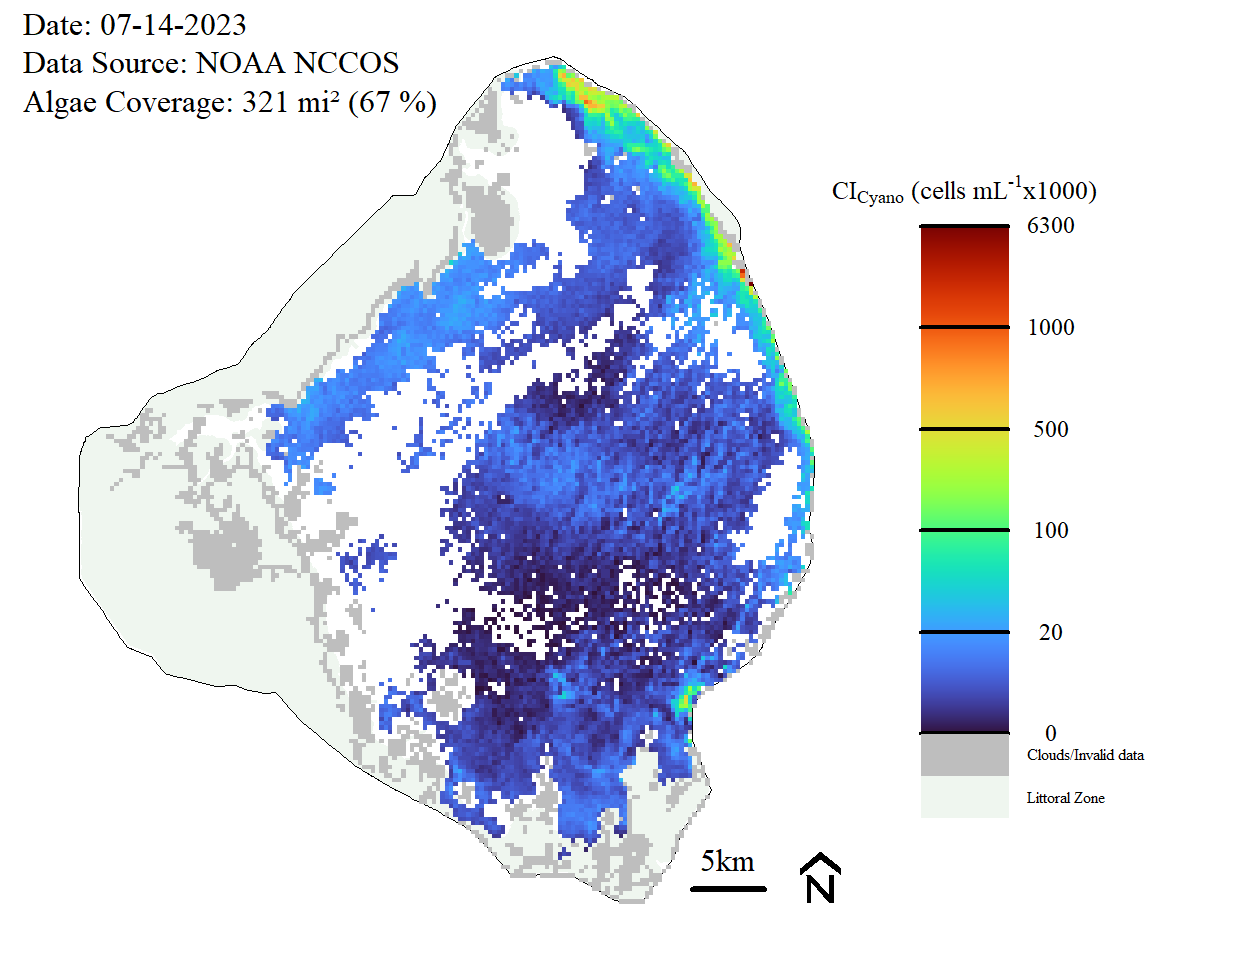 Date: 07-14-2023
Data Source: NOAA NCCOS
Algae Coverage: 321 mi² (67 %)
CI_Cyano (cells mL⁻¹x1000)
6300
1000
500
100
20
0
Clouds/Invalid data
Littoral Zone
5km
N